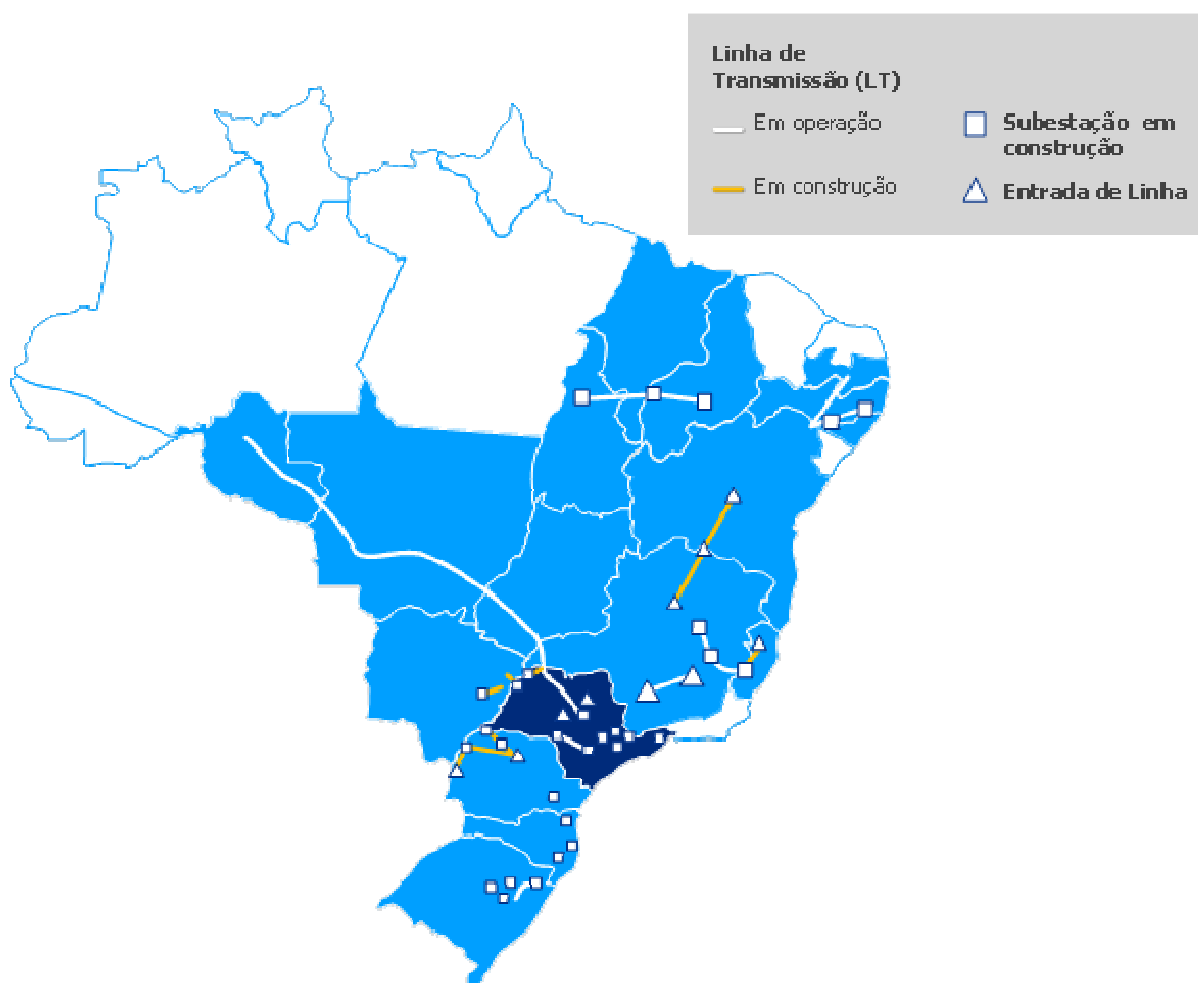 Linha de
Transmissão (LT)
Em operação
Em construção
Subestação em
construção
Entrada de Linha